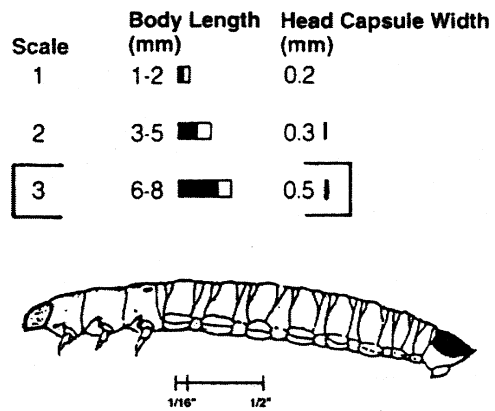 Body Length Head Capsule Width
Scale (mm) (mm)
1 1-2 0.2
2 3-5 0.3
3 6-8 0.5
1/16" 1/2"